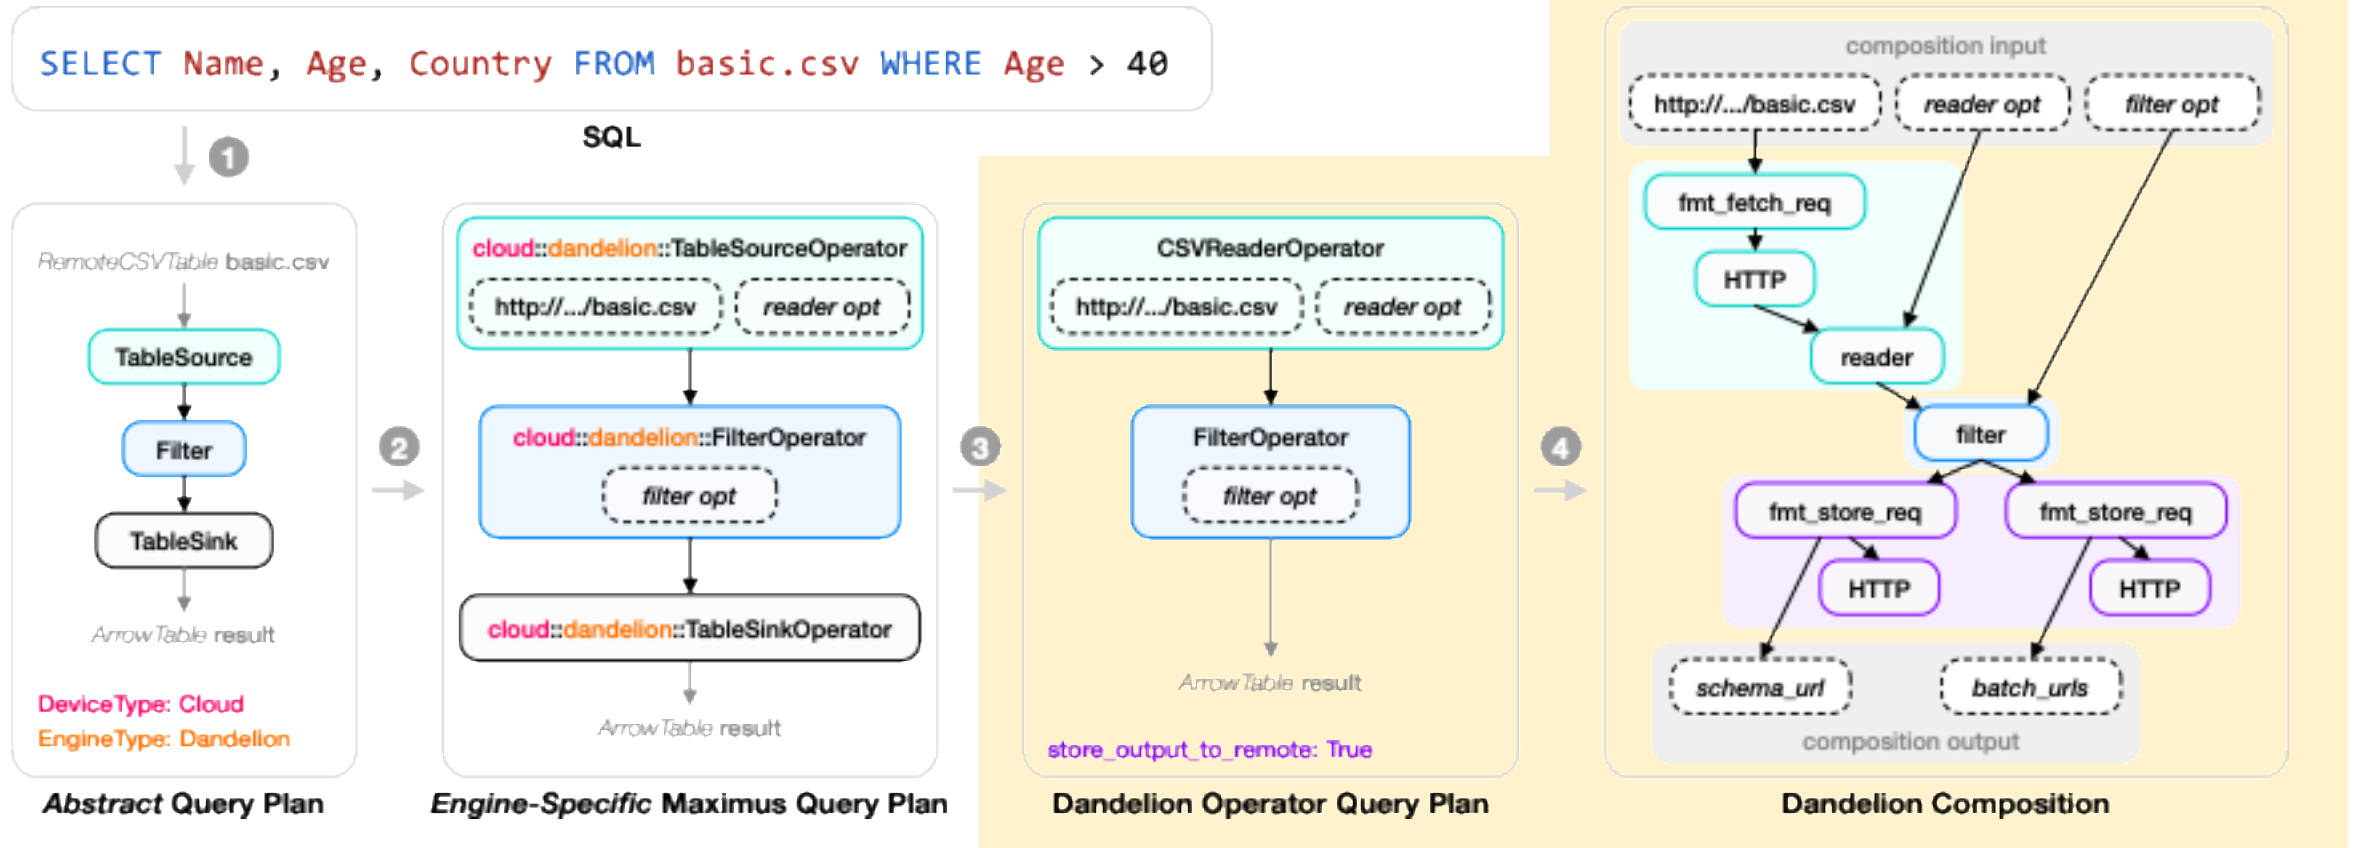 SELECT Name, Age, Country FROM basic.csv WHERE Age > 40
SQL
1
RemoteCSVTable basic.csv
TableSource
Filter
TableSink
ArrowTable result
DeviceType: Cloud
EngineType: Dandelion
Abstract Query Plan
2
cloud::dandelion::TableSourceOperator
http://.../basic.csv
reader opt
cloud::dandelion::FilterOperator
filter opt
cloud::dandelion::TableSinkOperator
ArrowTable result
Engine-Specific Maximus Query Plan
3
CSVReaderOperator
http://.../basic.csv
reader opt
FilterOperator
filter opt
ArrowTable result
store_output_to_remote: True
Dandelion Operator Query Plan
4
composition input
http://.../basic.csv
reader opt
filter opt
fmt_fetch_req
HTTP
reader
filter
fmt_store_req
fmt_store_req
HTTP
HTTP
schema_url
batch_urls
composition output
Dandelion Composition